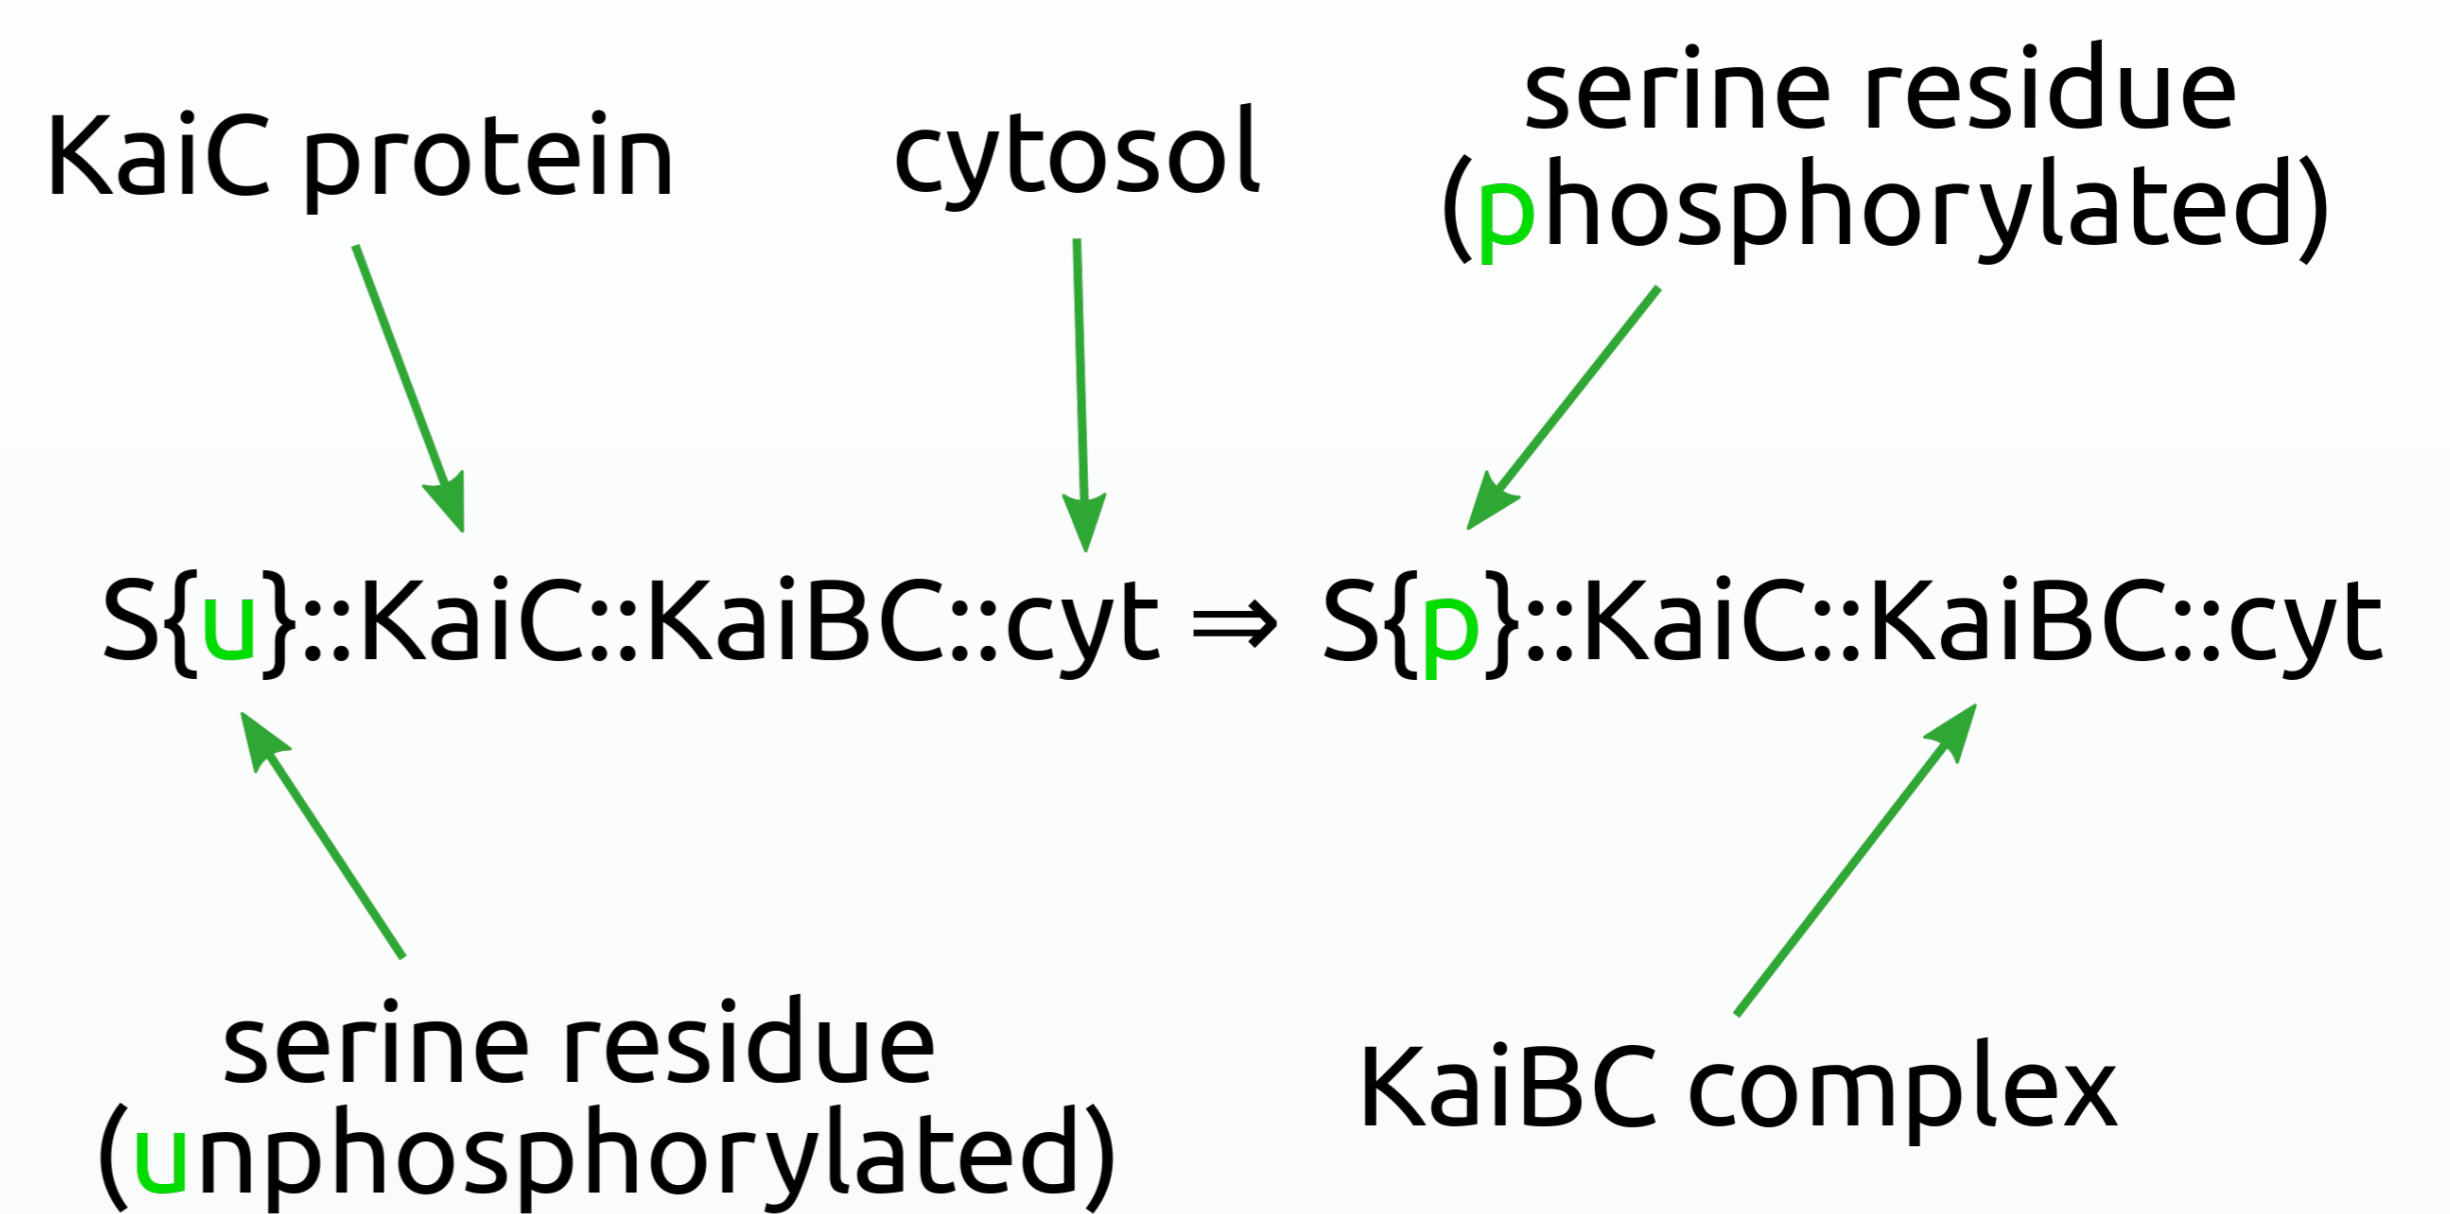 KaiC protein
cytosol
serine residue
(phosphorylated)
S{u}::KaiC::KaiBC::cyt ⇒ S{p}::KaiC::KaiBC::cyt
serine residue
(unphosphorylated)
KaiBC complex